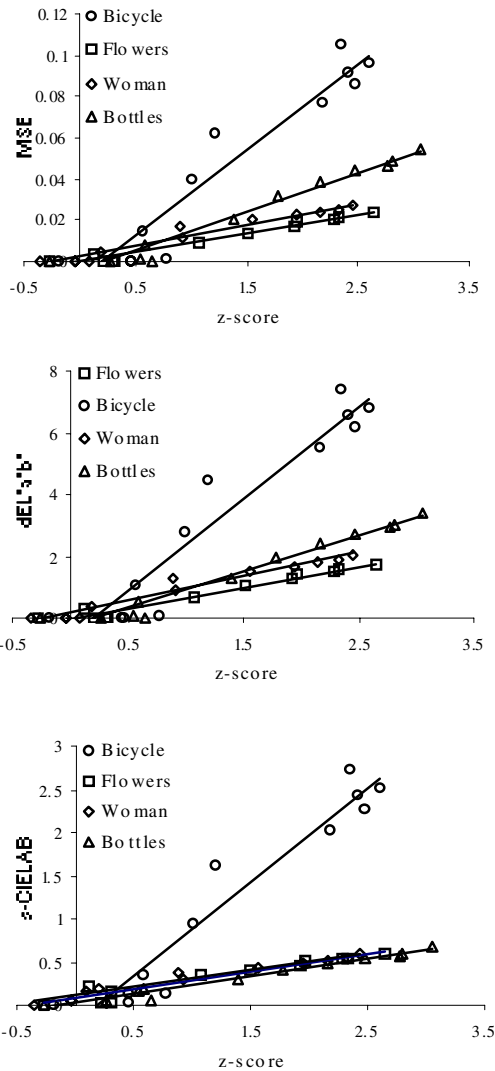 0.12
Bicycle
0.1
Flowers
0.08
Woman
0.06
Bottles
MSE
0.04
0.02
0
-0.5 0.5 1.5 2.5 3.5
z-score
8
Flowers
Bicycle
6
Woman
Bottles
dEL*a*b*
4
2
0
-0.5 0.5 1.5 2.5 3.5
z-score
3
Bicycle
2.5
Flowers
Woman
2
Bottles
s-CIELAB
1.5
1
0.5
0
-0.5 0.5 1.5 2.5 3.5
z-score